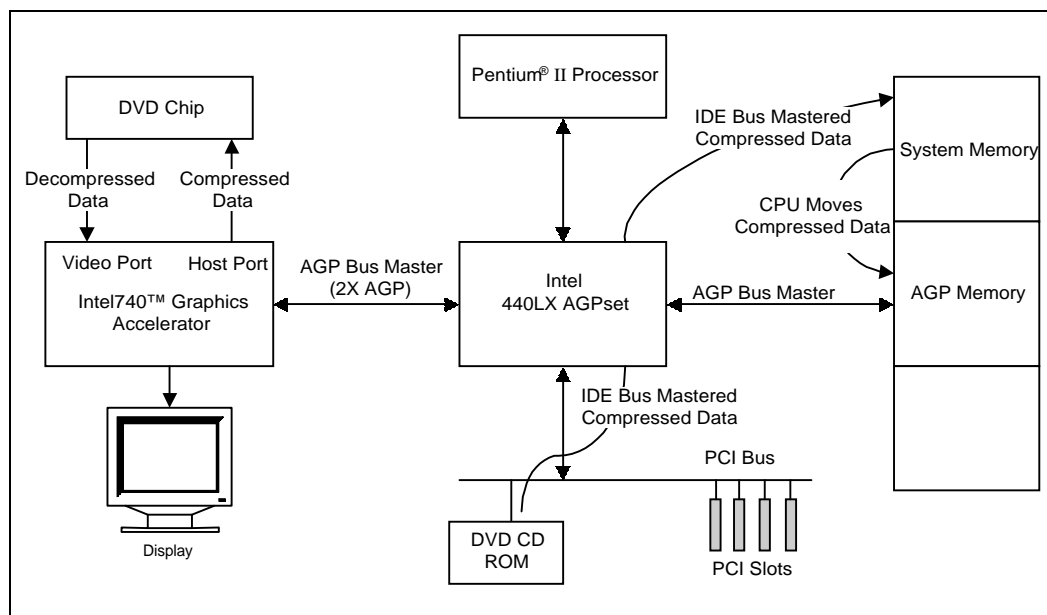 DVD Chip
Decompressed
Data
Compressed
Data
Video Port
Host Port
Intel740™ Graphics
Accelerator
Display
Pentium® II Processor
AGP Bus Master
(2X AGP)
Intel
440LX AGPset
IDE Bus Mastered
Compressed Data
AGP Bus Master
System Memory
CPU Moves
Compressed Data
AGP Memory
IDE Bus Mastered
Compressed Data
PCI Bus
DVD CD
ROM
PCI Slots